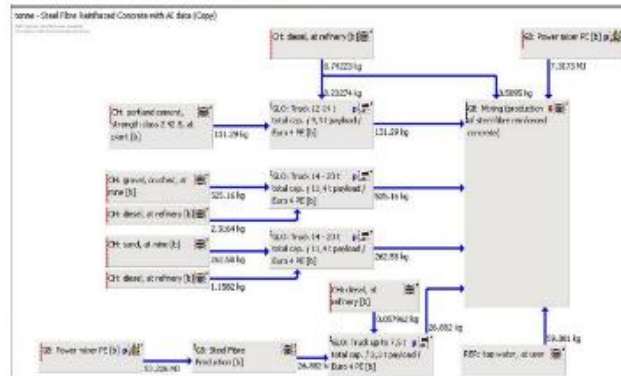 tonne - Steel Fibre Reinforced Concrete with AI data (Copy)
CH: diesel, at refinery [b]
GB: Power mixer PE [b]
0.74223 kg
7.3173 MJ
0.23274 kg
0.5095 kg
CH: portland cement,
strength class Z 42.5, at
plant [b]
131.29 kg
GLO: Truck 12-14 t
total cap. / 9,3 t payload /
Euro 4 PE [b]
131.29 kg
GB: Mixing (production
of steel fibre reinforced
concrete)
CH: gravel, crushed, at
mine [b]
525.16 kg
GLO: Truck 14 - 20 t
total cap. / 11,4 t payload /
Euro 4 PE [b]
525.16 kg
CH: diesel, at refinery [b]
2.3164 kg
CH: sand, at mine [b]
262.58 kg
GLO: Truck 14 - 20 t
total cap. / 11,4 t payload /
Euro 4 PE [b]
262.58 kg
CH: diesel, at refinery [b]
1.1582 kg
CH: diesel, at
refinery [b]
0.057962 kg
26.882 kg
GB: Power mixer PE [b]
53.226 MJ
GB: Steel Fibre
Production [b]
26.882 kg
GLO: Truck up to 7,5 t
total cap. / 3,3 t payload /
Euro 4 PE [b]
59.081 kg
RER: tap water, at user